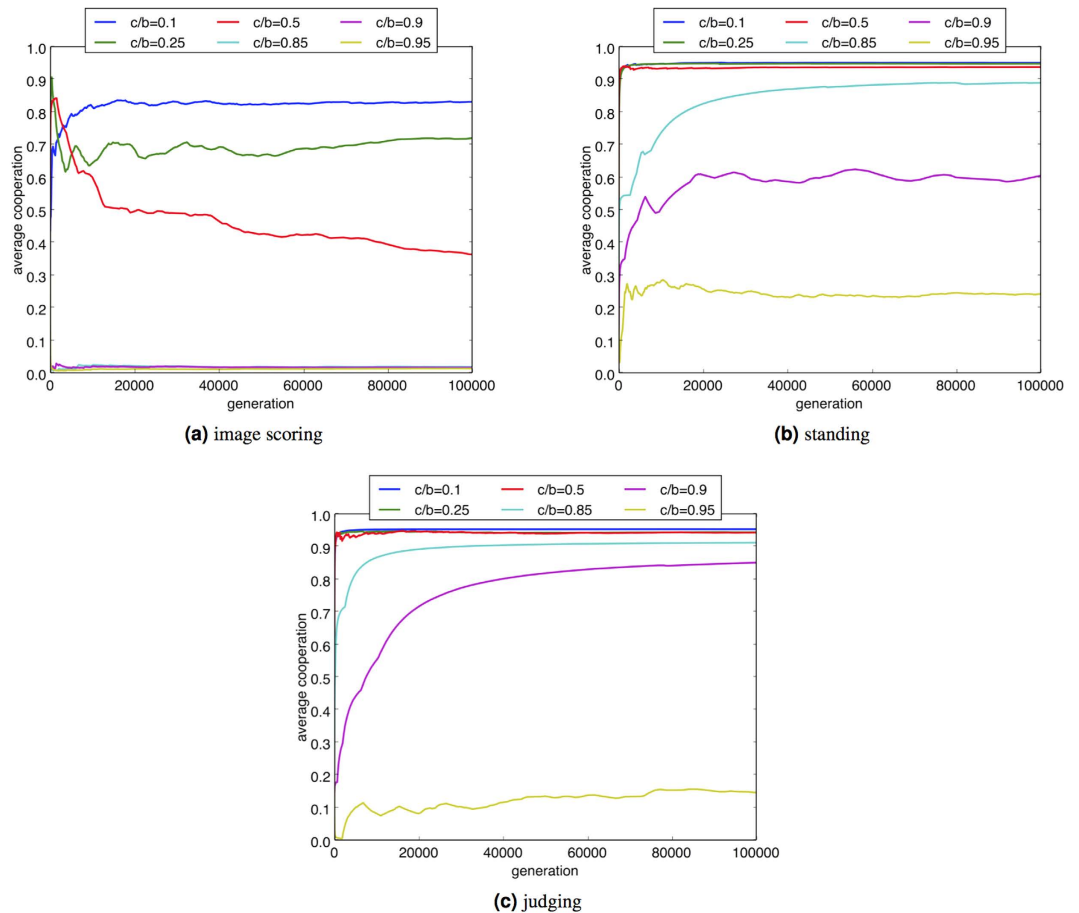 c/b=0.1 c/b=0.5 c/b=0.9
c/b=0.25 c/b=0.85 c/b=0.95
1.0
0.9
0.8
0.7
0.6
0.5
0.4
0.3
0.2
0.1
0.0
average cooperation
0 20000 40000 60000 80000 100000
generation
(a) image scoring
c/b=0.1 c/b=0.5 c/b=0.9
c/b=0.25 c/b=0.85 c/b=0.95
1.0
0.9
0.8
0.7
0.6
0.5
0.4
0.3
0.2
0.1
0.0
average cooperation
0 20000 40000 60000 80000 100000
generation
(b) standing
c/b=0.1 c/b=0.5 c/b=0.9
c/b=0.25 c/b=0.85 c/b=0.95
1.0
0.9
0.8
0.7
0.6
0.5
0.4
0.3
0.2
0.1
0.0
average cooperation
0 20000 40000 60000 80000 100000
generation
(c) judging